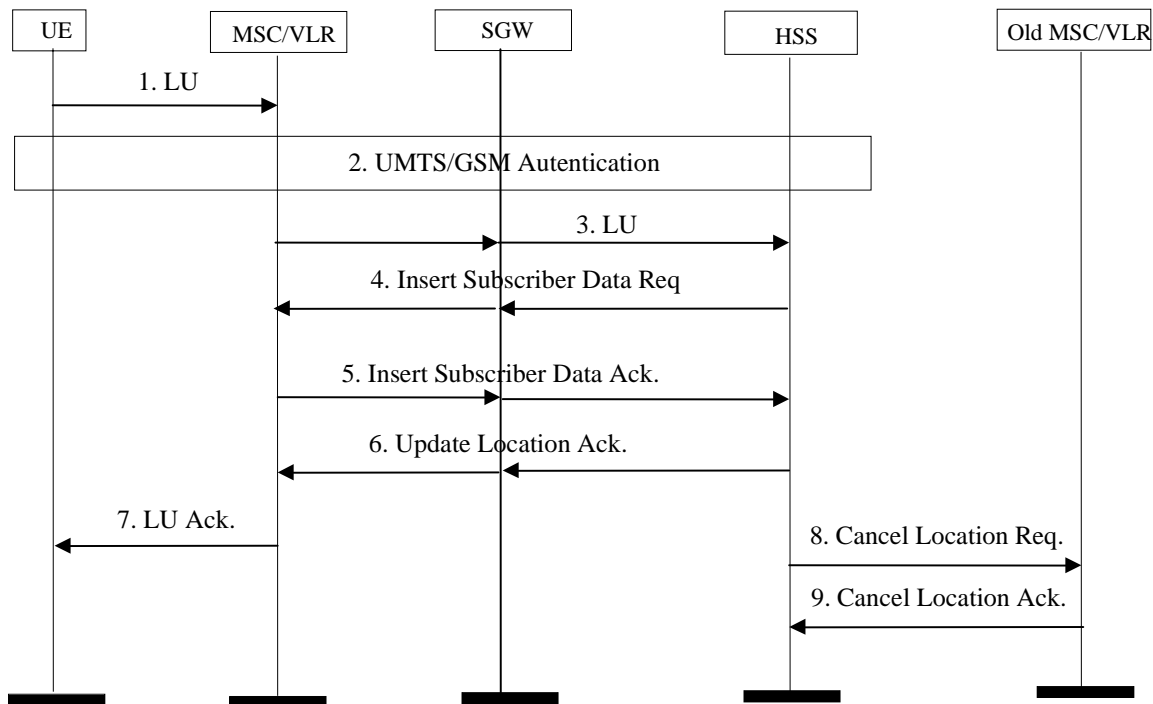 UE
MSC/VLR
SGW
HSS
Old MSC/VLR
1. LU
2. UMTS/GSM Autentication
3. LU
4. Insert Subscriber Data Req
5. Insert Subscriber Data Ack.
6. Update Location Ack.
7. LU Ack.
8. Cancel Location Req.
9. Cancel Location Ack.